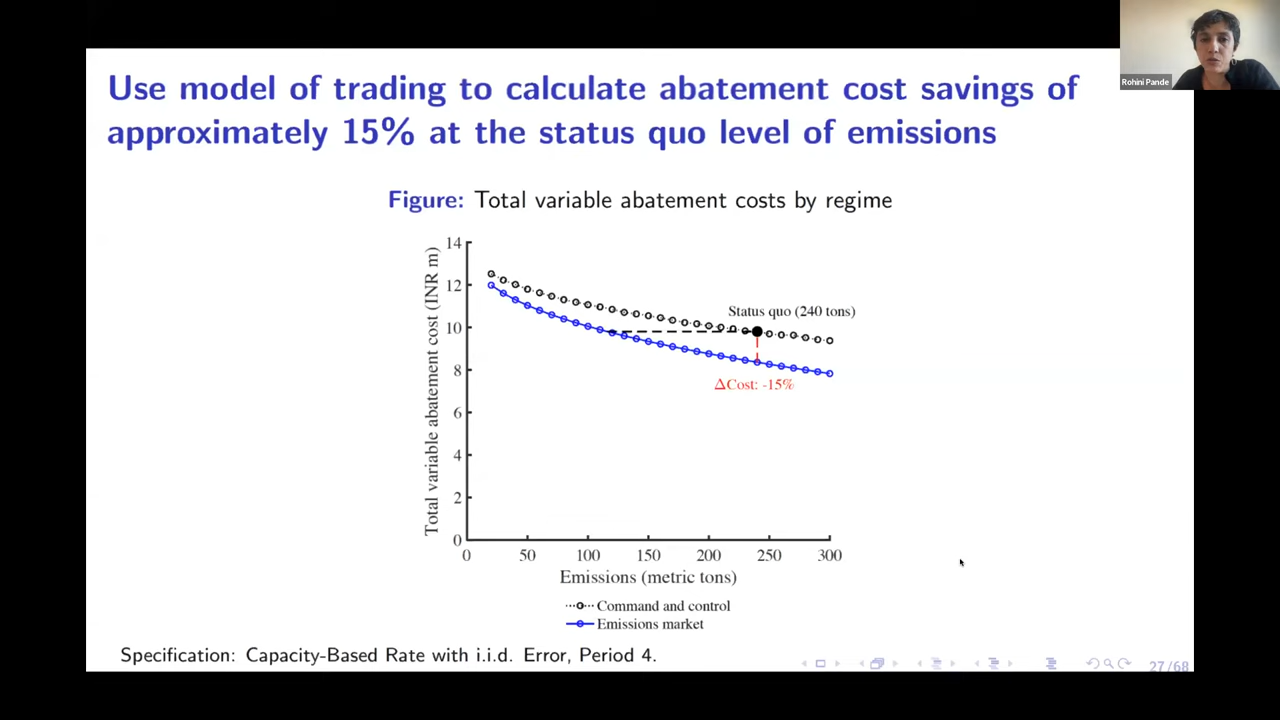 Use model of trading to calculate abatement cost savings of
approximately 15% at the status quo level of emissions
Rohini Pande
Figure: Total variable abatement costs by regime
Total variable abatement cost (INR m)
14
12
10
8
6
4
2
0
Status quo (240 tons)
ΔCost: -15%
0 50 100 150 200 250 300
Emissions (metric tons)
Command and control
Emissions market
Specification: Capacity-Based Rate with i.i.d. Error, Period 4.
27/68